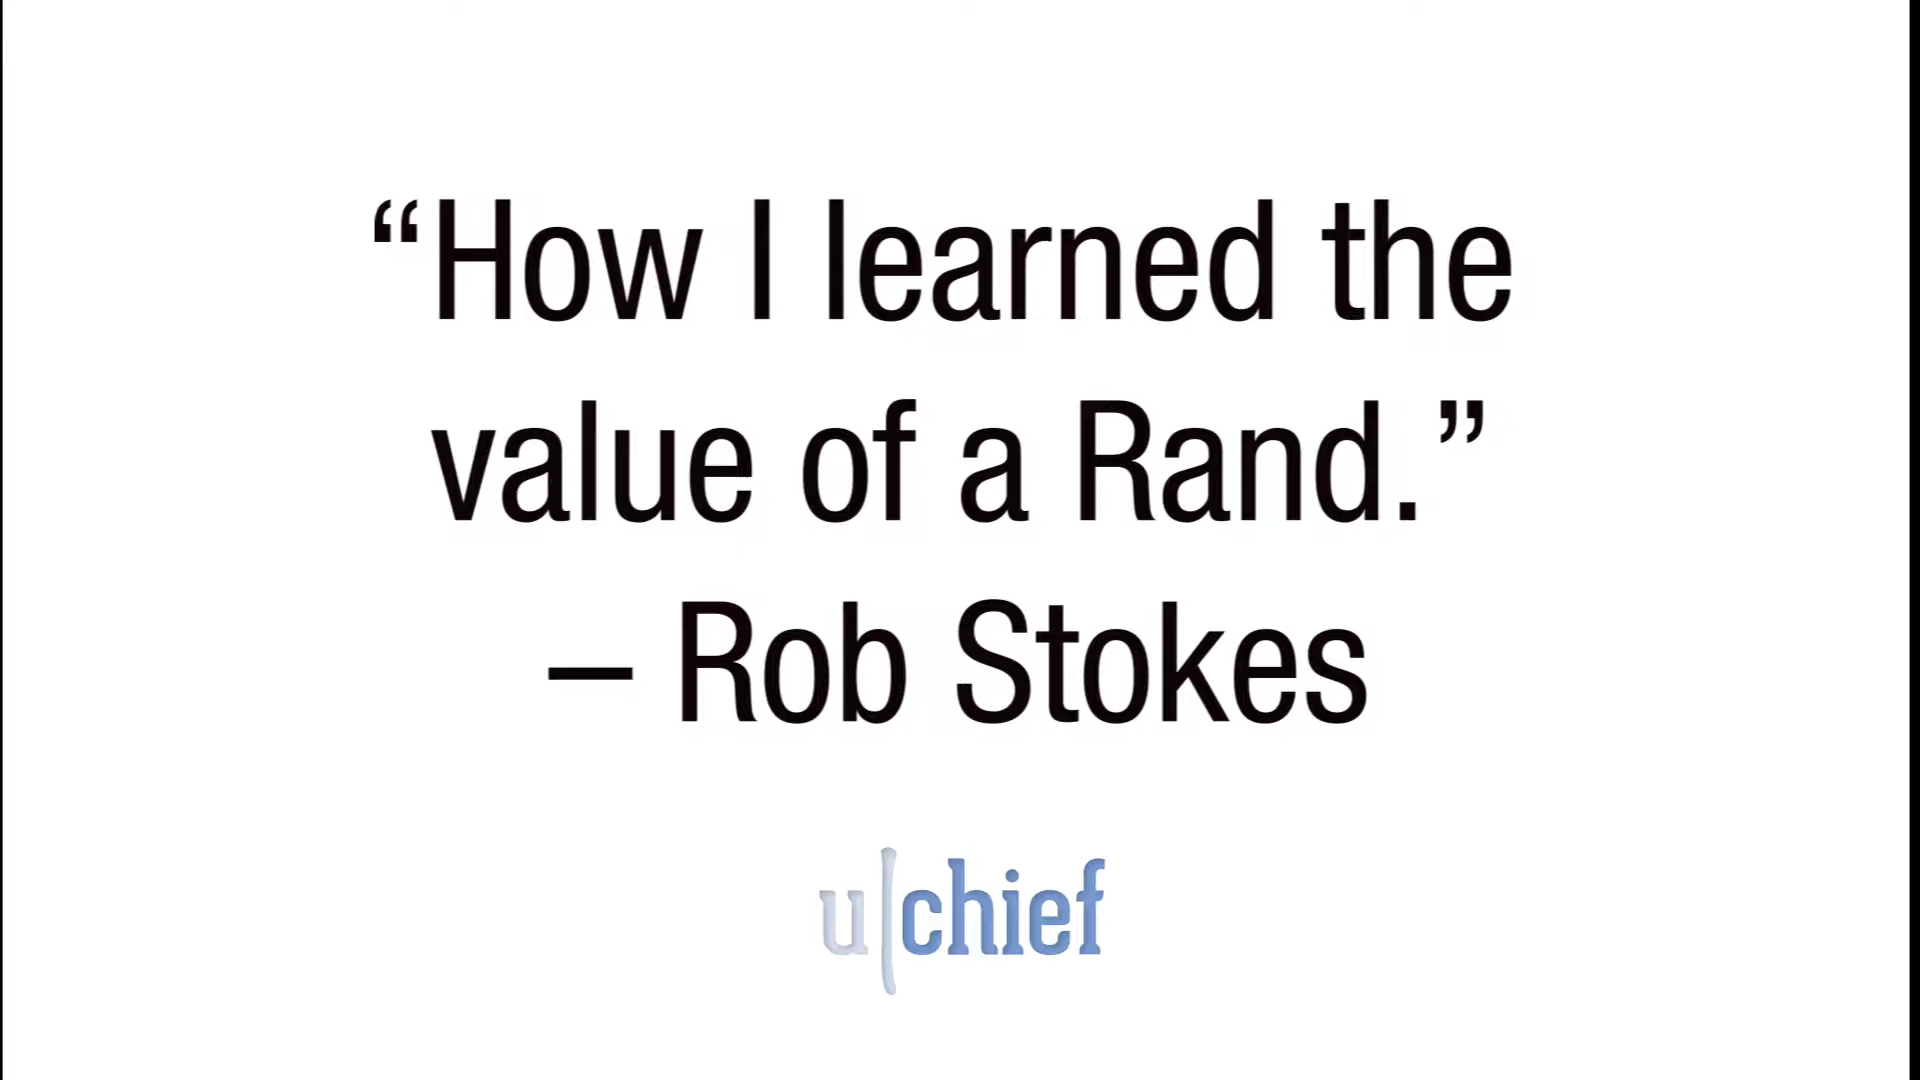 “How I learned the
value of a Rand.”
– Rob Stokes
u|chief